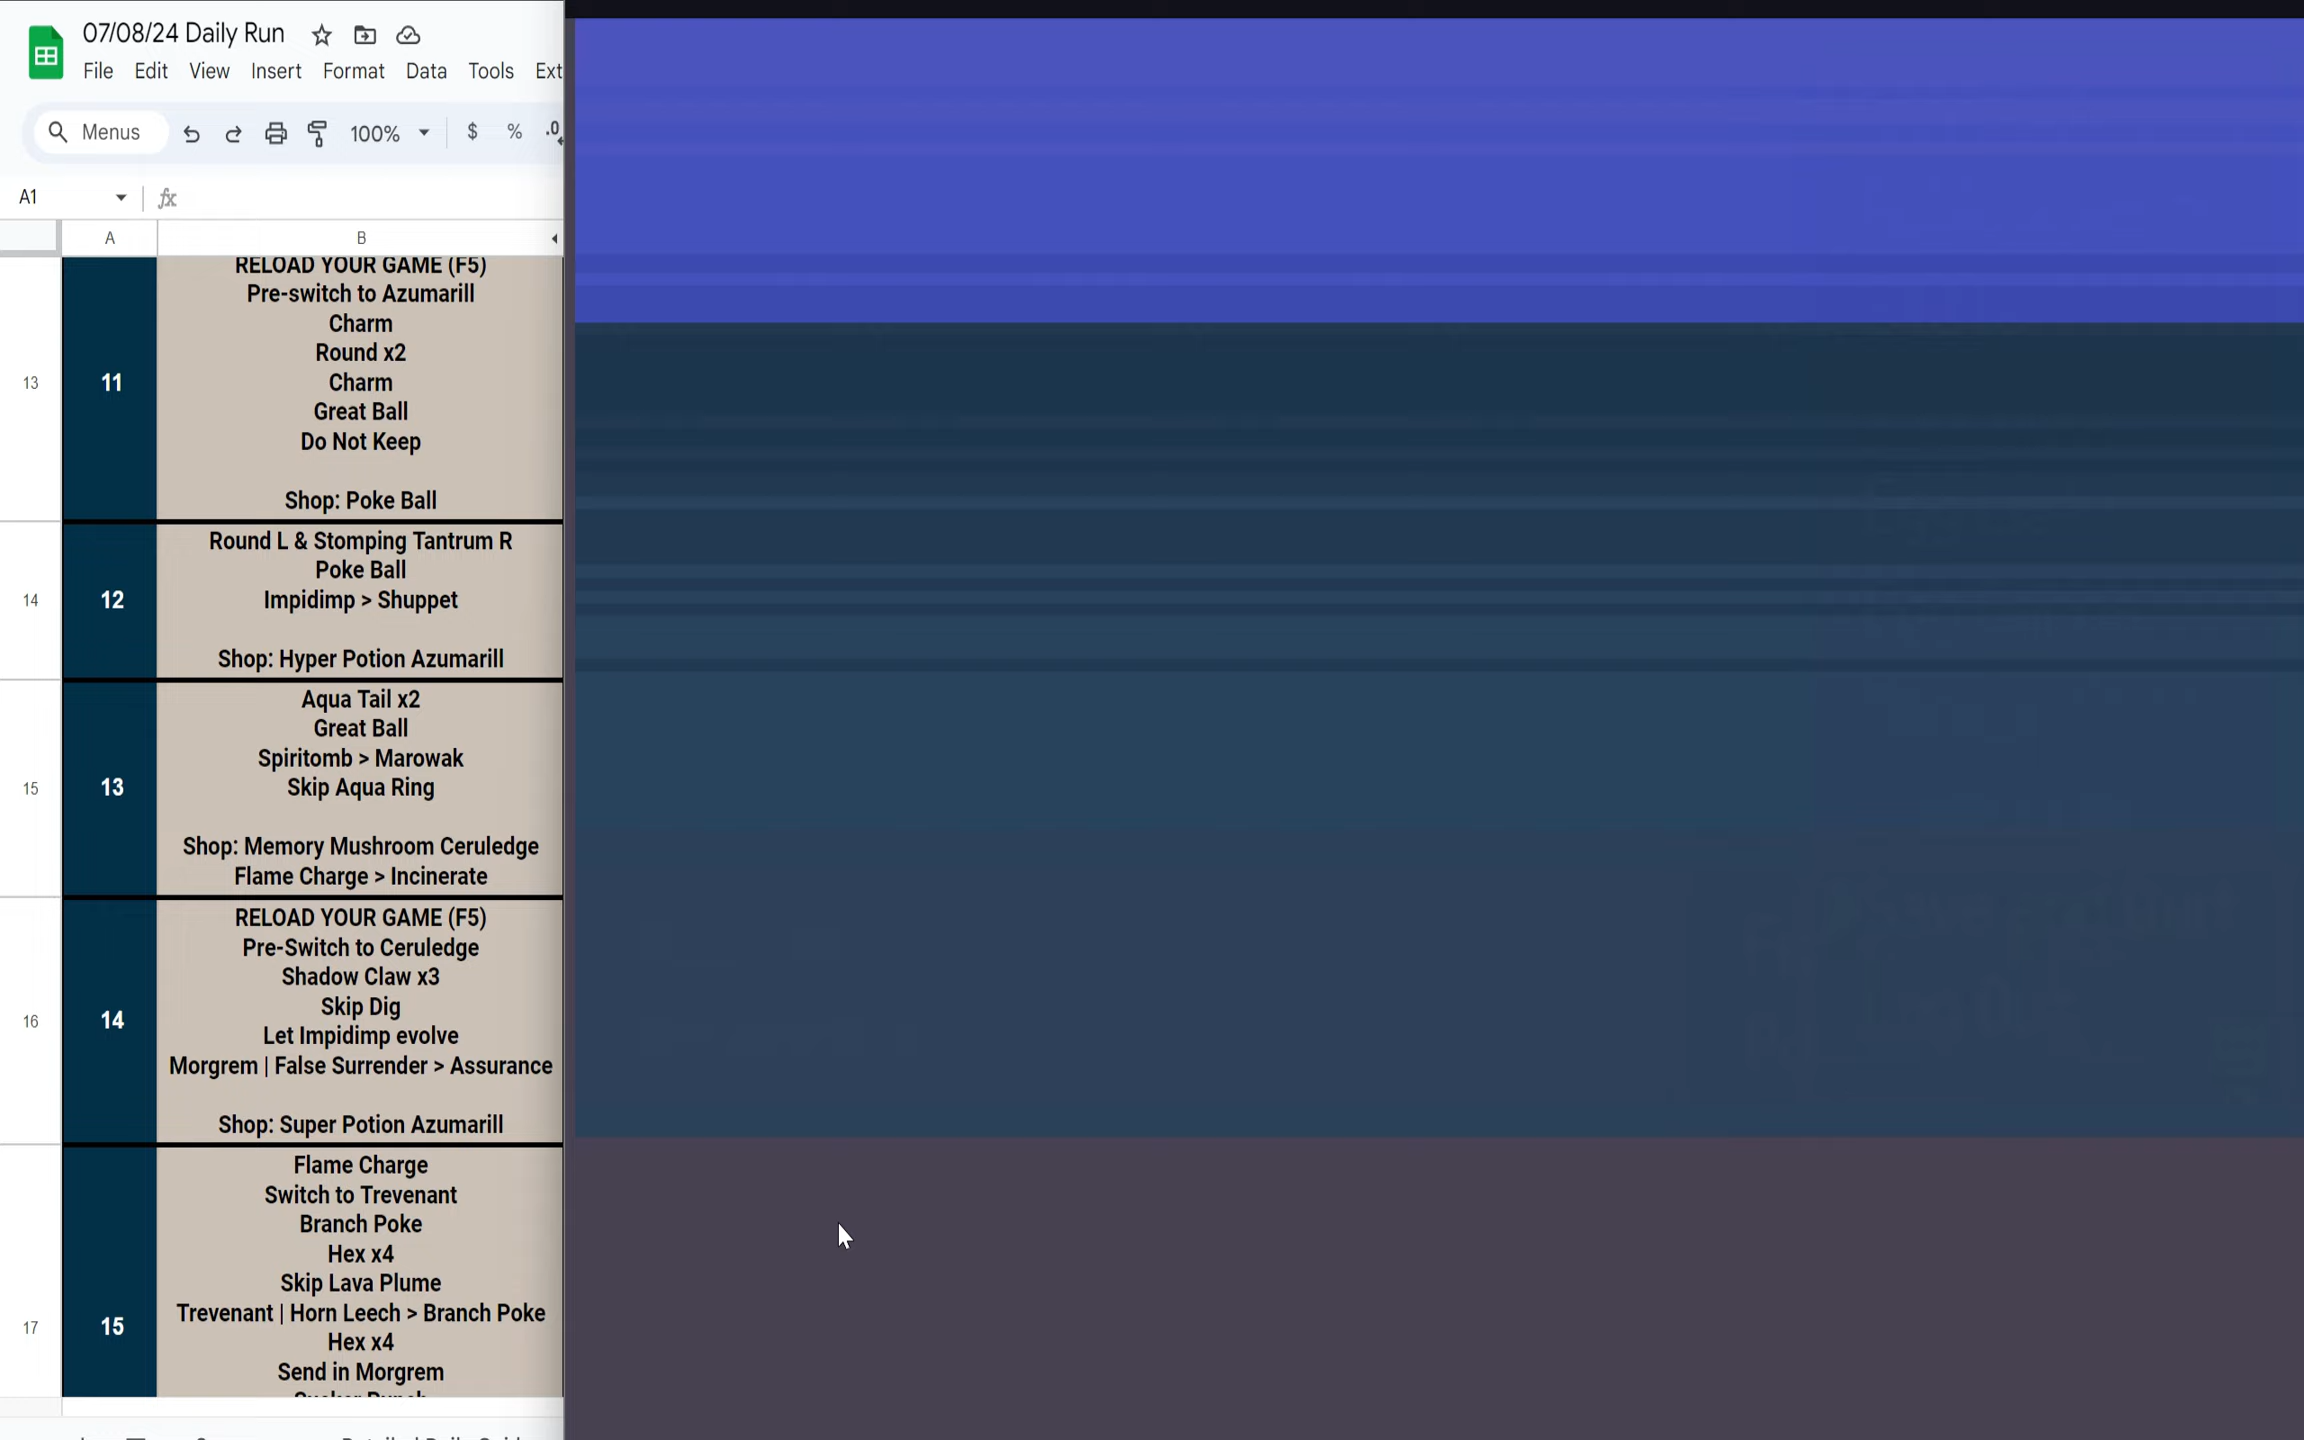 07/08/24 Daily Run
File Edit View Insert Format Data Tools Ext
Menus 100% $ % .0
A1 fx
A B
RELOAD YOUR GAME (F5)
Pre-switch to Azumarill
Charm
Round x2
13 11 Charm
Great Ball
Do Not Keep
Shop: Poke Ball
Round L & Stomping Tantrum R
Poke Ball
14 12 Impidimp > Shuppet
Shop: Hyper Potion Azumarill
Aqua Tail x2
Great Ball
Spiritomb > Marowak
15 13 Skip Aqua Ring
Shop: Memory Mushroom Ceruledge
Flame Charge > Incinerate
RELOAD YOUR GAME (F5)
Pre-Switch to Ceruledge
Shadow Claw x3
Skip Dig
16 14 Let Impidimp evolve
Morgrem | False Surrender > Assurance
Shop: Super Potion Azumarill
Flame Charge
Switch to Trevenant
Branch Poke
Hex x4
Skip Lava Plume
Trevenant | Horn Leech > Branch Poke
17 15 Hex x4
Send in Morgrem